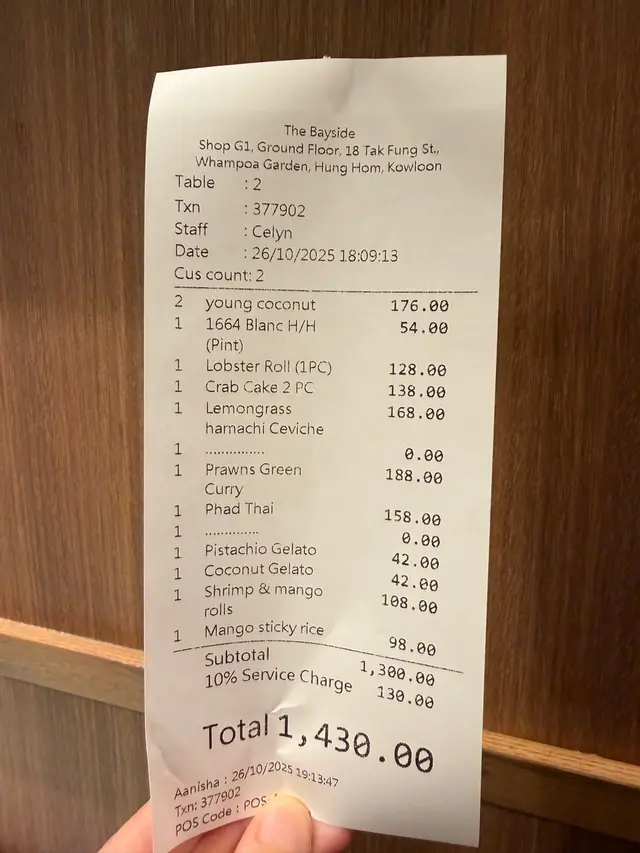 The Bayside
Shop G1, Ground Floor, 18 Tak Fung St.,
Whampoa Garden, Hung Hom, Kowloon
Table : 2
Txn : 377902
Staff : Celyn
Date : 26/10/2025 18:09:13
Cus count: 2
2 young coconut 176.00
1 1664 Blanc H/H 54.00
(Pint)
1 Lobster Roll (1PC) 128.00
1 Crab Cake 2 PC 138.00
1 Lemongrass 168.00
hamachi Ceviche
1 ............... 0.00
1 Prawns Green 188.00
Curry
1 Phad Thai 158.00
1 .............. 0.00
1 Pistachio Gelato 42.00
1 Coconut Gelato 42.00
1 Shrimp & mango 108.00
rolls
1 Mango sticky rice 98.00
Subtotal 1,300.00
10% Service Charge 130.00
Total 1,430.00
Aanisha : 26/10/2025 19:13:47
Txn: 377902
POS Code : POS